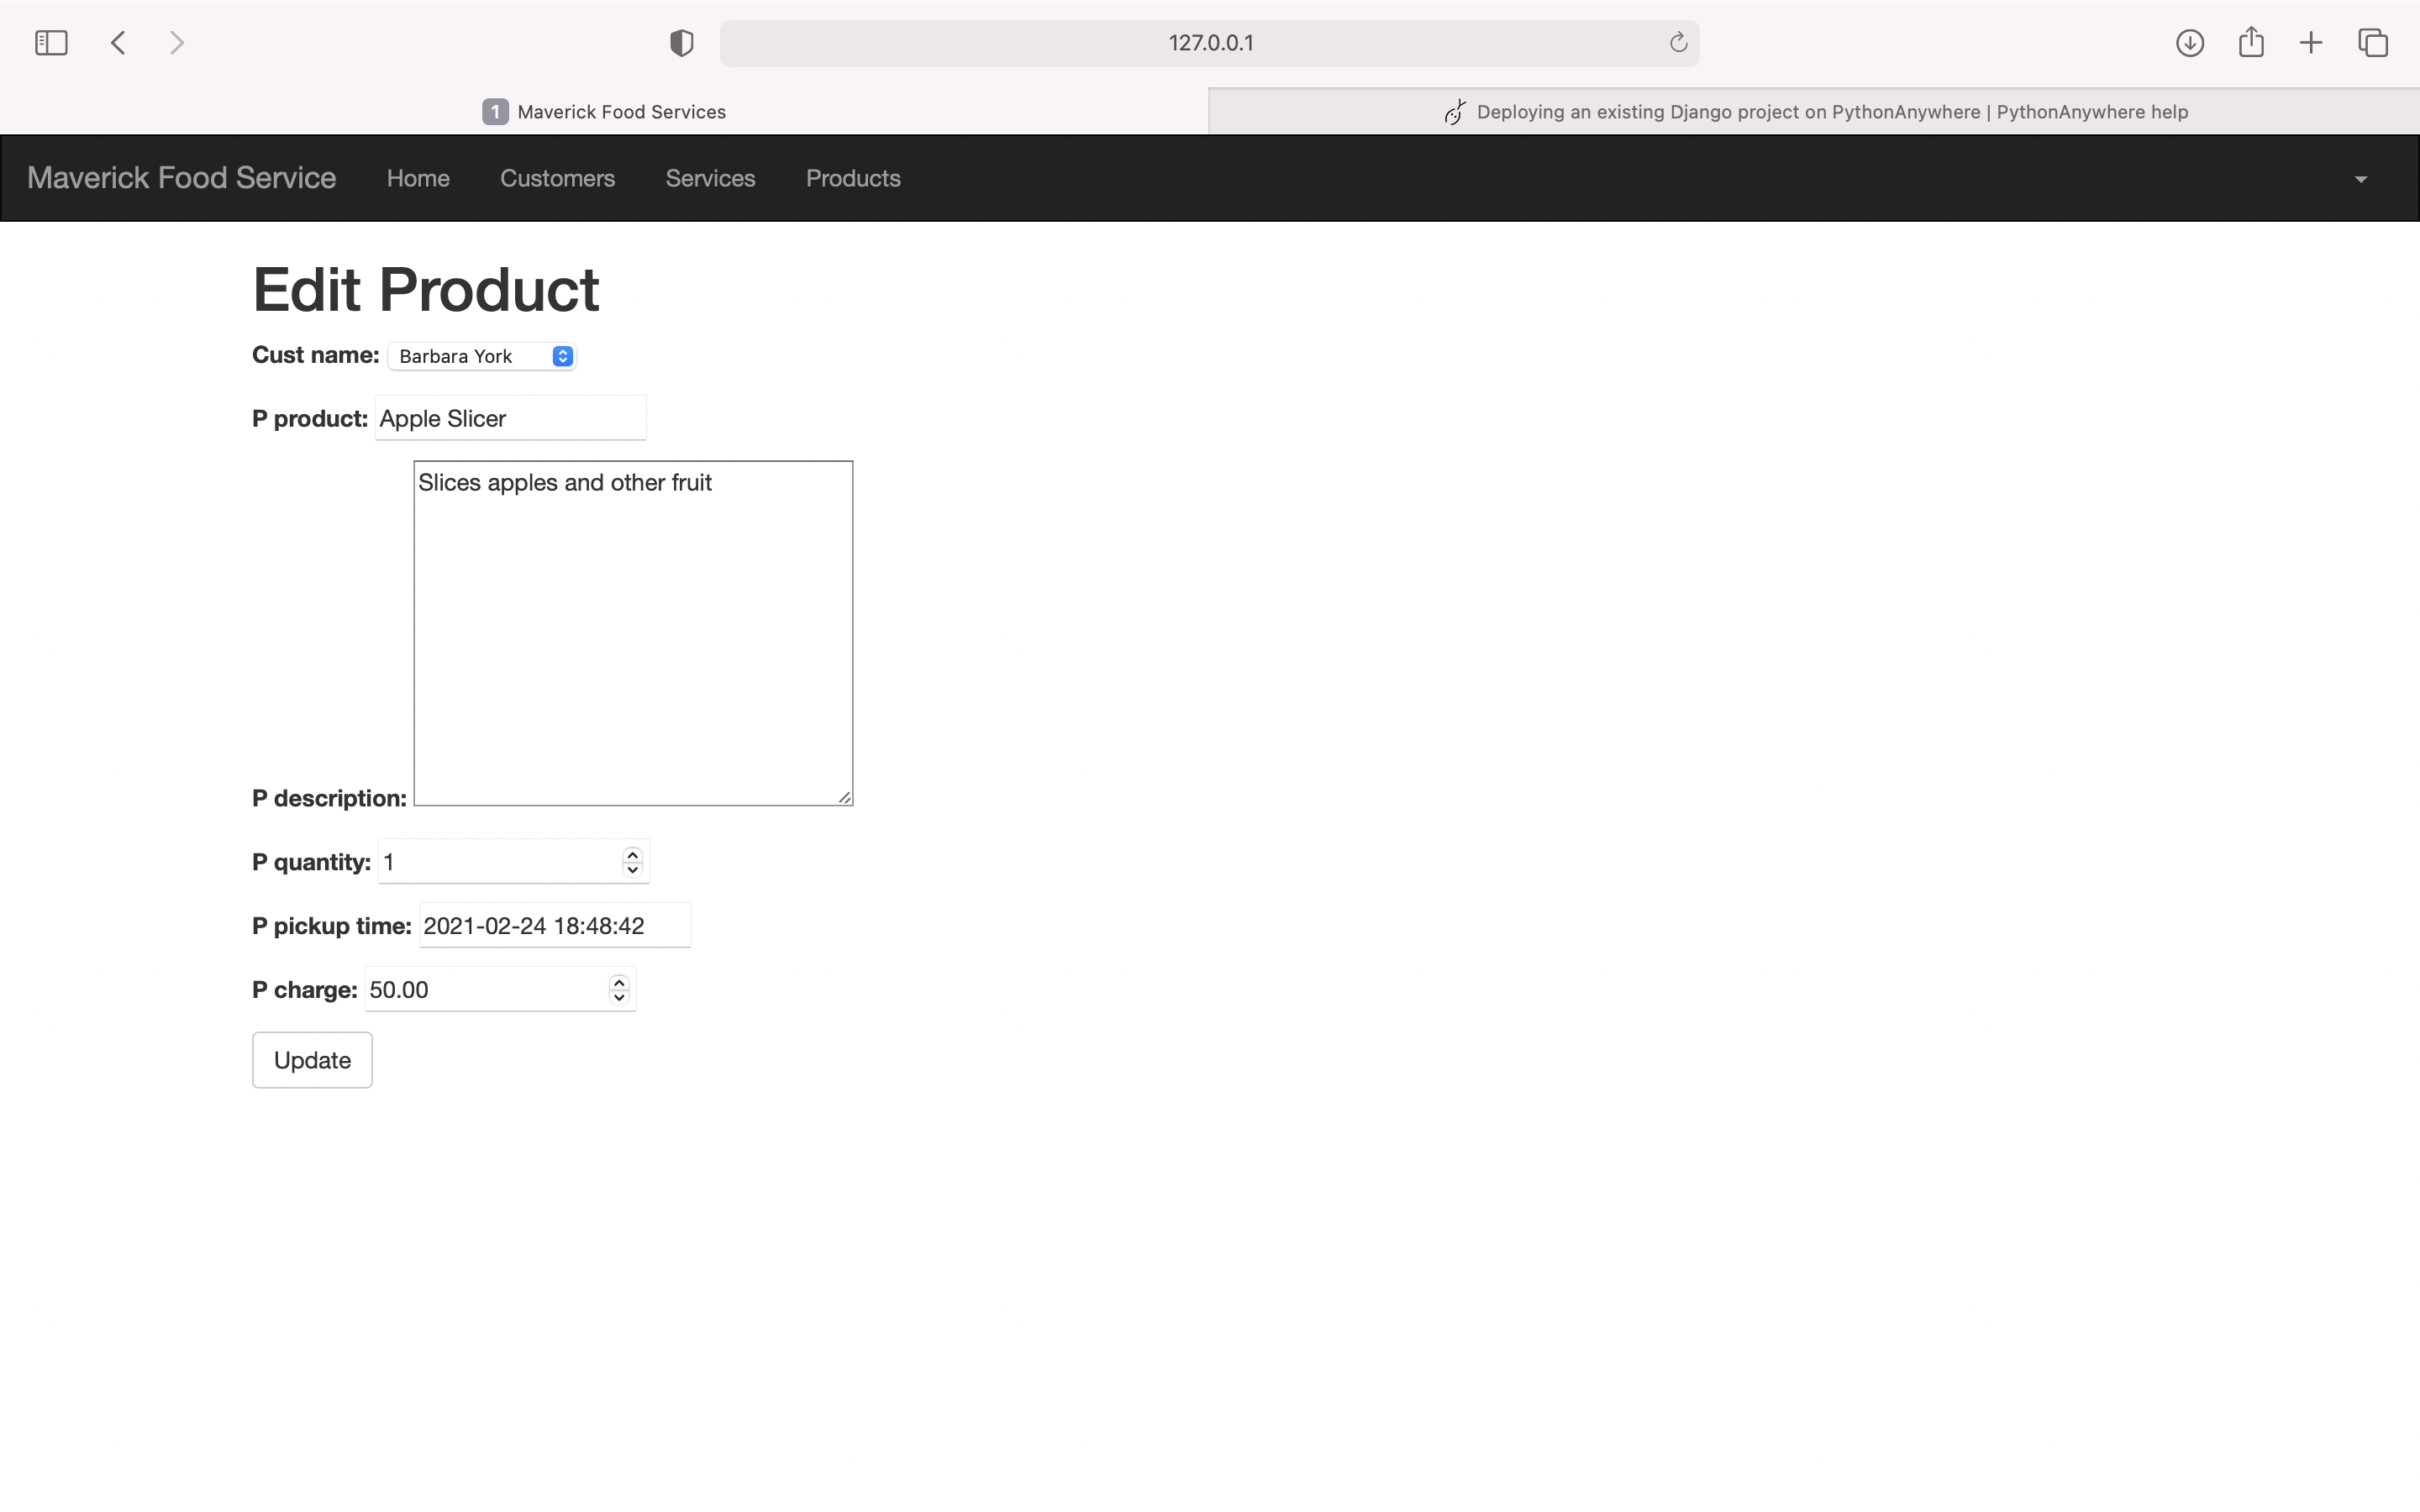 127.0.0.1
1 Maverick Food Services
Deploying an existing Django project on PythonAnywhere | PythonAnywhere help
Maverick Food Service Home Customers Services Products
Edit Product
Cust name: Barbara York
P product: Apple Slicer
Slices apples and other fruit
P description:
P quantity: 1
P pickup time: 2021-02-24 18:48:42
P charge: 50.00
Update